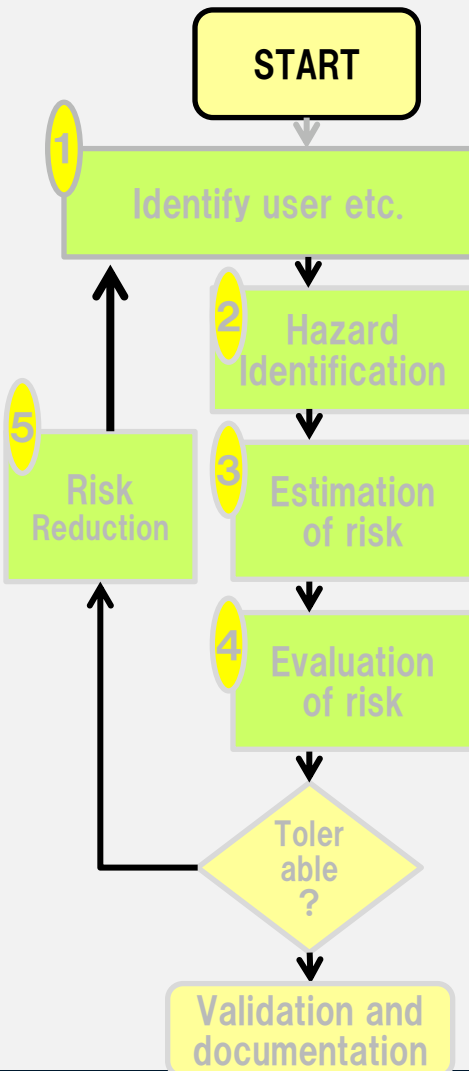 START
1
Identify user etc.
2
Hazard
Identification
5
Risk
Reduction
3
Estimation
of risk
4
Evaluation
of risk
Toler
able
?
Validation and
documentation